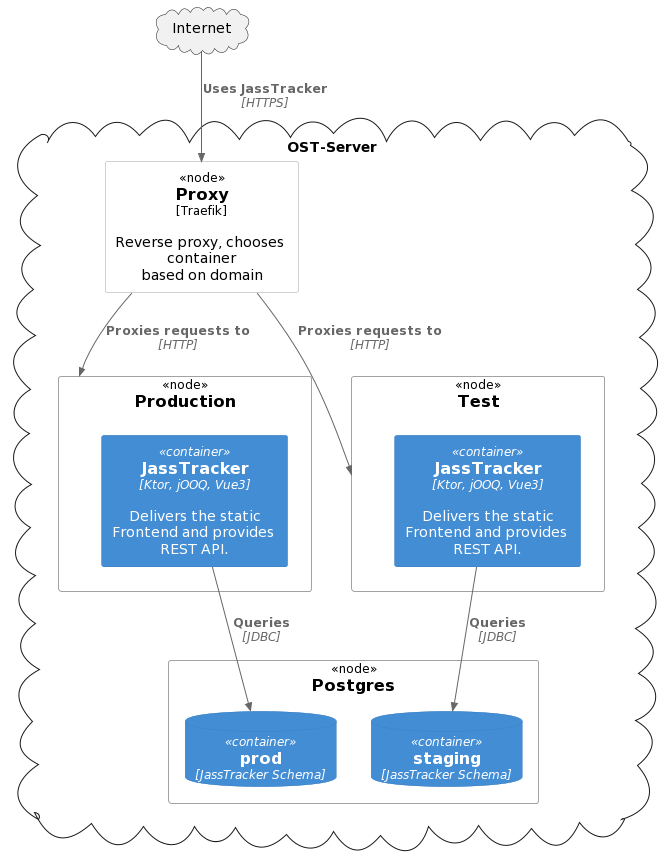 Internet
Uses JassTracker
[HTTPS]
OST-Server
«node»
Proxy
[Traefik]
Reverse proxy, chooses
container
based on domain
Proxies requests to
[HTTP]
Proxies requests to
[HTTP]
«node»
Production
«container»
JassTracker
[Ktor, jOOQ, Vue3]
Delivers the static
Frontend and provides
REST API.
«node»
Test
«container»
JassTracker
[Ktor, jOOQ, Vue3]
Delivers the static
Frontend and provides
REST API.
Queries
[JDBC]
Queries
[JDBC]
«node»
Postgres
«container»
prod
[JassTracker Schema]
«container»
staging
[JassTracker Schema]